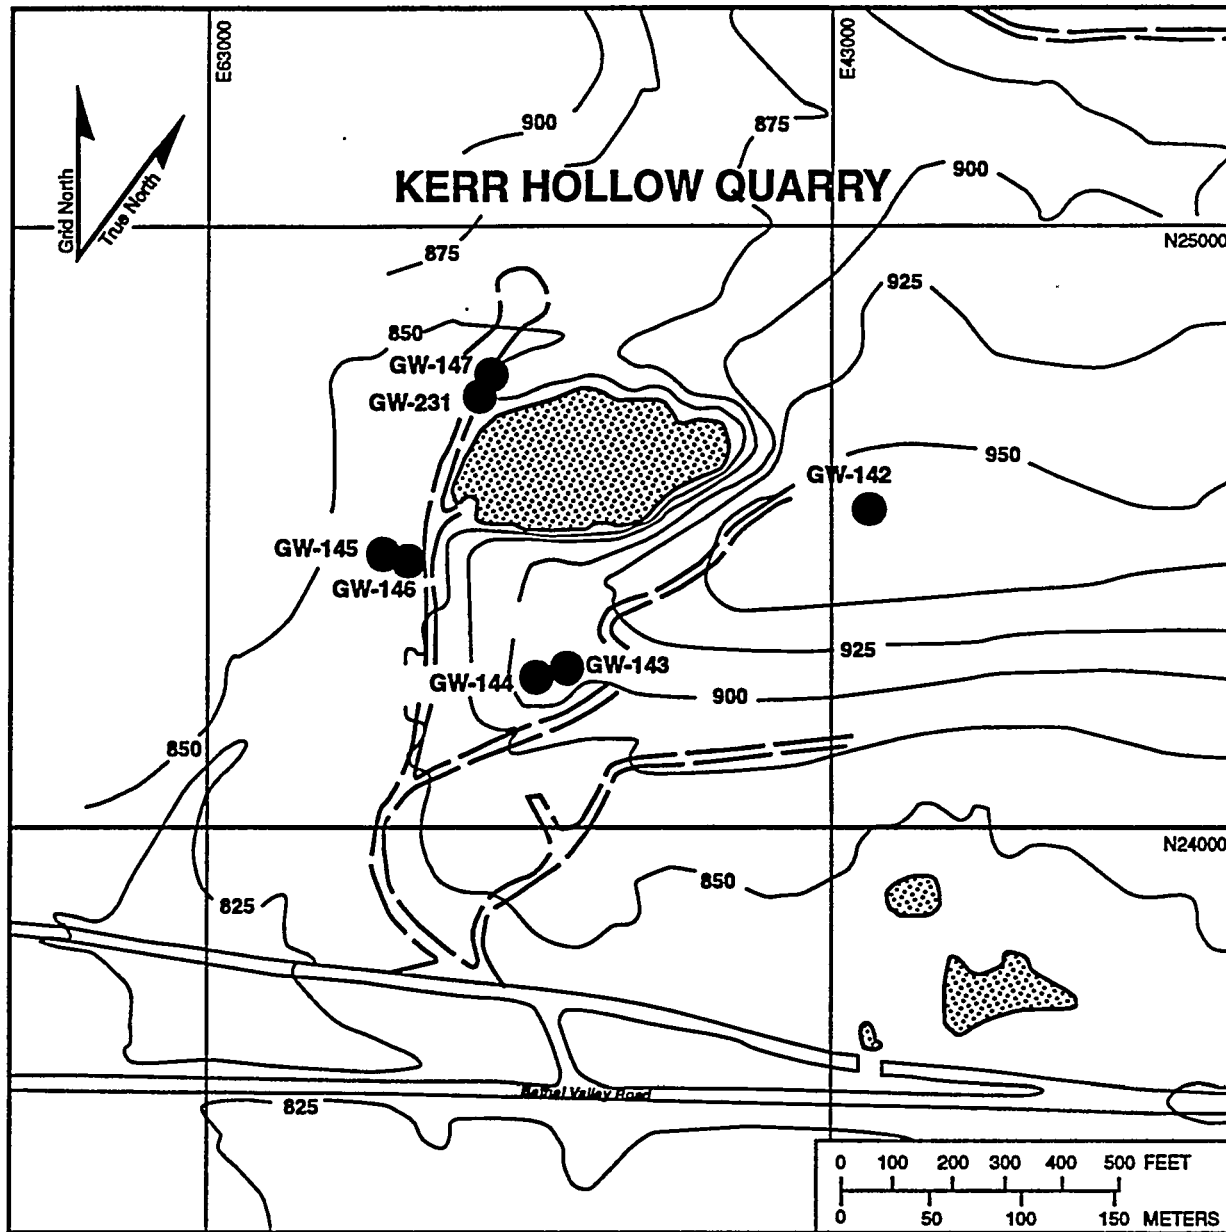 E63000
E43000
900
875
Grid North
True North
KERR HOLLOW QUARRY
900
N25000
875
925
850
GW-147
GW-231
950
GW-142
GW-145
GW-146
925
GW-143
GW-144
900
850
N24000
850
825
Bethel Valley Road
825
0 100 200 300 400 500 FEET
0 50 100 150 METERS